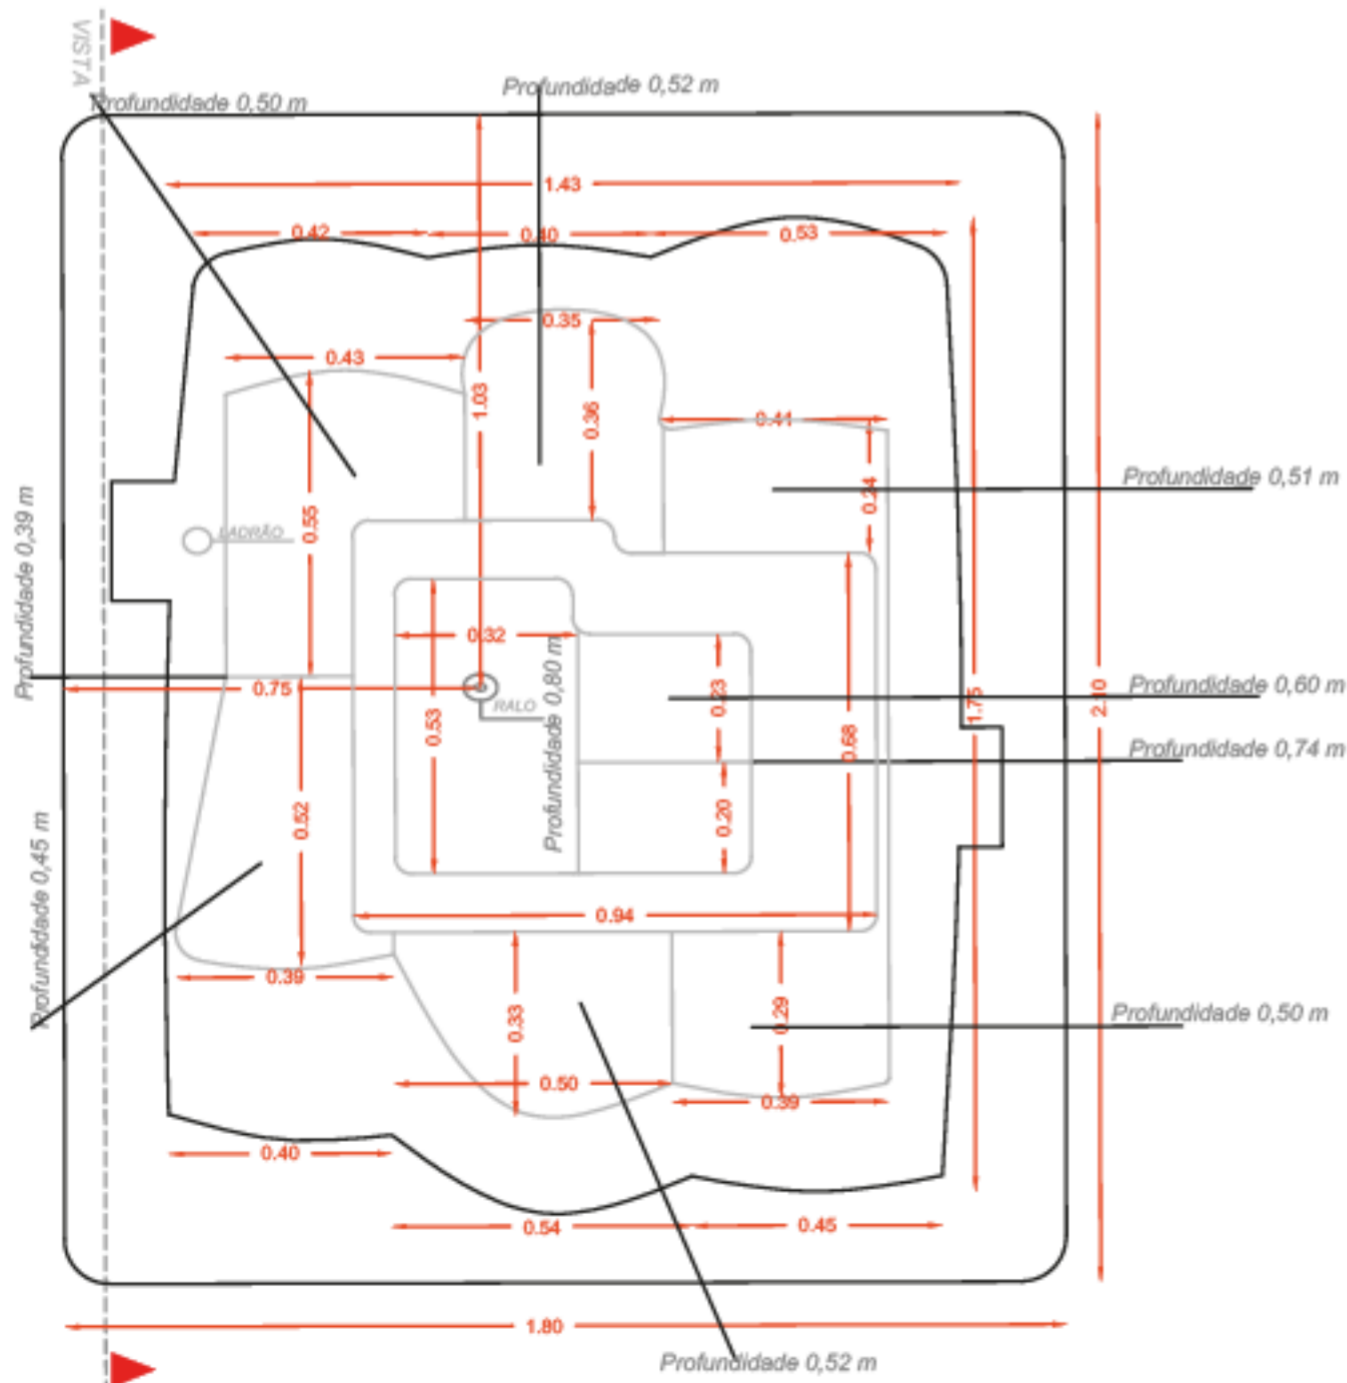 VISTA
Profundidade 0,50 m
Profundidade 0,52 m
1.43
0.42
0.40
0.53
0.35
0.43
1.03
0.36
0.41
Profundidade 0,51 m
0.24
Profundidade 0,39 m
0.55
LADRÃO
0.32
0.75
RALO
Profundidade 0,80 m
0.53
0.23
0.68
1.75
2.10
Profundidade 0,60 m
Profundidade 0,74 m
0.20
0.52
Profundidade 0,45 m
0.94
0.39
0.33
0.29
Profundidade 0,50 m
0.50
0.39
0.40
0.54
0.45
1.80
Profundidade 0,52 m